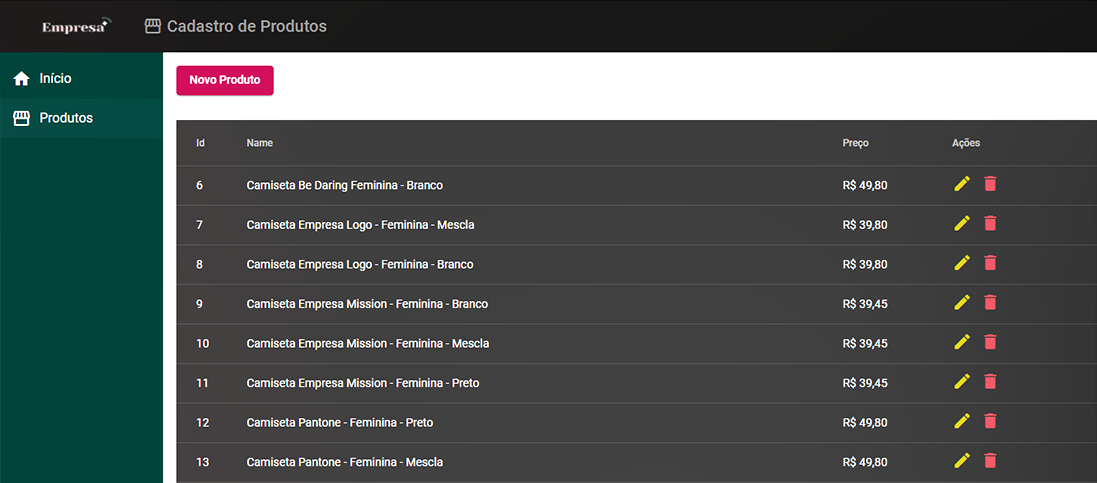 Empresa Cadastro de Produtos
Início
Produtos
Novo Produto
Id Name Preço Ações
6 Camiseta Be Daring Feminina - Branco R$ 49,80
7 Camiseta Empresa Logo - Feminina - Mescla R$ 39,80
8 Camiseta Empresa Logo - Feminina - Branco R$ 39,80
9 Camiseta Empresa Mission - Feminina - Branco R$ 39,45
10 Camiseta Empresa Mission - Feminina - Mescla R$ 39,45
11 Camiseta Empresa Mission - Feminina - Preto R$ 39,45
12 Camiseta Pantone - Feminina - Preto R$ 49,80
13 Camiseta Pantone - Feminina - Mescla R$ 49,80